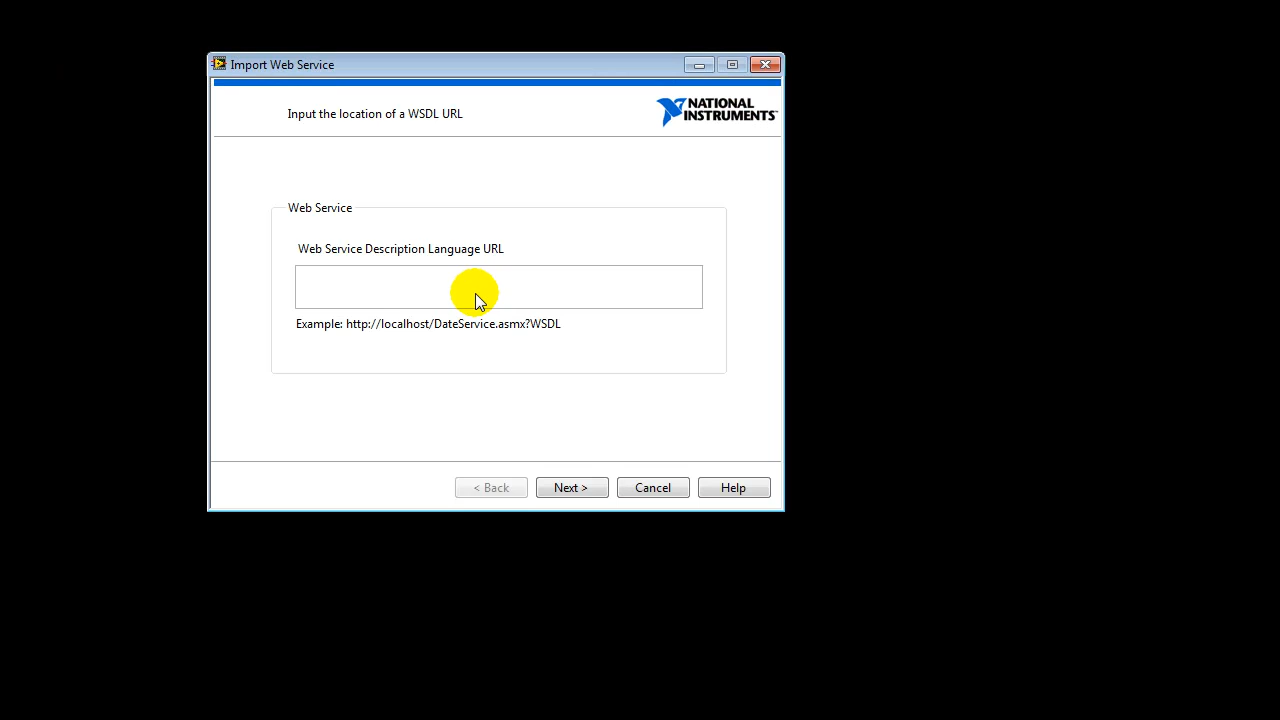 Import Web Service
Input the location of a WSDL URL
NATIONAL
INSTRUMENTS™
Web Service
Web Service Description Language URL
Example: http://localhost/DateService.asmx?WSDL
< Back
Next >
Cancel
Help